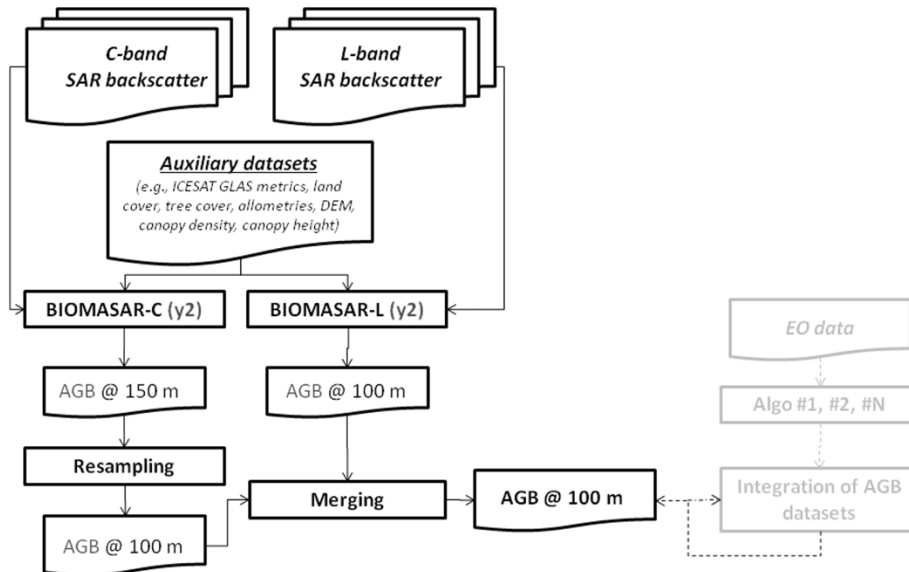 C-band
SAR backscatter
L-band
SAR backscatter
Auxiliary datasets
(e.g., ICESAT GLAS metrics, land
cover, tree cover, allometries, DEM,
canopy density, canopy height)
BIOMASAR-C (y2)
BIOMASAR-L (y2)
EO data
AGB @ 150 m
AGB @ 100 m
Algo #1, #2, #N
Resampling
Merging
AGB @ 100 m
Integration of AGB
datasets
AGB @ 100 m